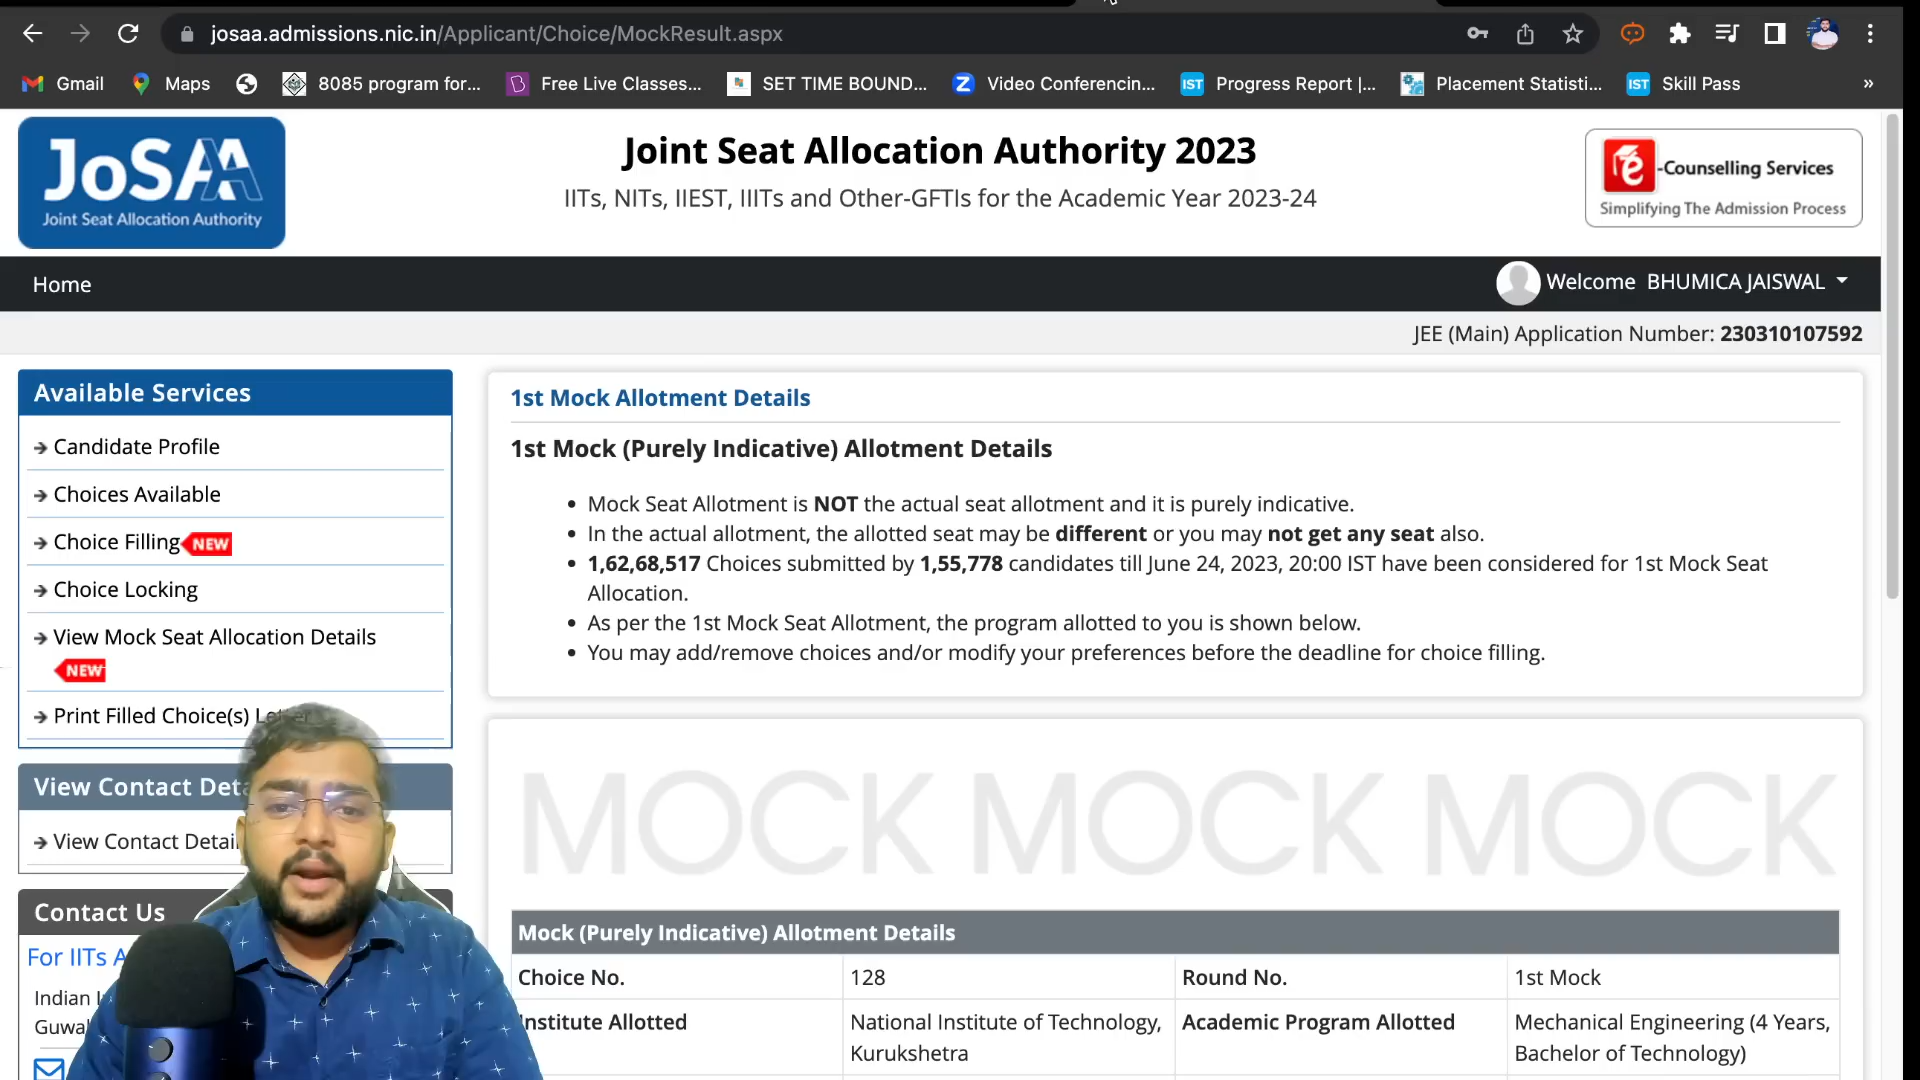 josaa.admissions.nic.in/Applicant/Choice/MockResult.aspx
Gmail
Maps
8085 program for...
Free Live Classes...
SET TIME BOUND...
Video Conferencin...
IST
Progress Report |...
Placement Statisti...
IST
Skill Pass
»
JoSAA
Joint Seat Allocation Authority
Joint Seat Allocation Authority 2023
IITs, NITs, IIEST, IIITs and Other-GFTIs for the Academic Year 2023-24
e-Counselling Services
Simplifying The Admission Process
Home
Welcome BHUMICA JAISWAL
JEE (Main) Application Number: 230310107592
Available Services
Candidate Profile
Choices Available
Choice Filling NEW
Choice Locking
View Mock Seat Allocation Details
NEW
Print Filled Choice(s) Letter
View Contact Deta
View Contact Detai
Contact Us
For IITs A
Indian I
Guwa
1st Mock Allotment Details
1st Mock (Purely Indicative) Allotment Details
• Mock Seat Allotment is NOT the actual seat allotment and it is purely indicative.
• In the actual allotment, the allotted seat may be different or you may not get any seat also.
• 1,62,68,517 Choices submitted by 1,55,778 candidates till June 24, 2023, 20:00 IST have been considered for 1st Mock Seat
Allocation.
• As per the 1st Mock Seat Allotment, the program allotted to you is shown below.
• You may add/remove choices and/or modify your preferences before the deadline for choice filling.
MOCK MOCK MOCK
Mock (Purely Indicative) Allotment Details
Choice No. 128 Round No. 1st Mock
Institute Allotted National Institute of Technology, Academic Program Allotted Mechanical Engineering (4 Years,
Kurukshetra Bachelor of Technology)